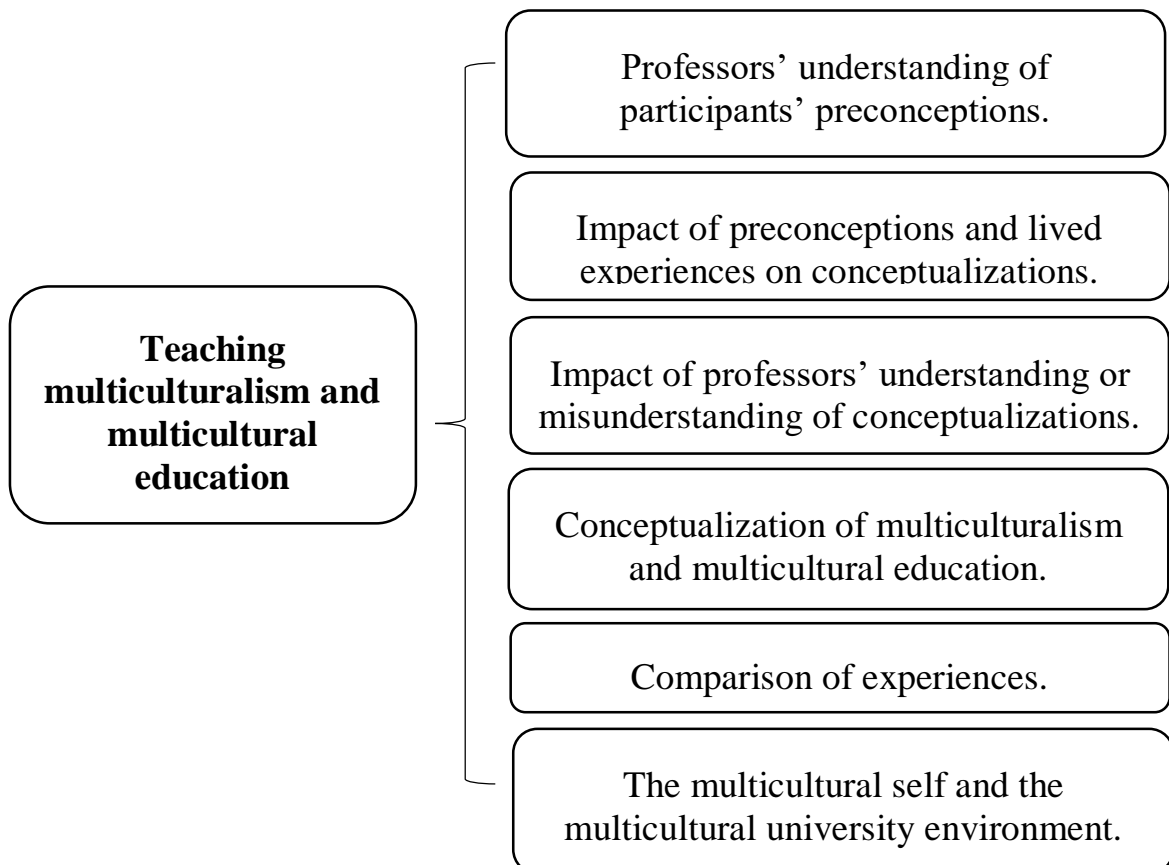 Teaching
multiculturalism and
multicultural
education
Professors’ understanding of
participants’ preconceptions.
Impact of preconceptions and lived
experiences on conceptualizations.
Impact of professors’ understanding or
misunderstanding of conceptualizations.
Conceptualization of multiculturalism
and multicultural education.
Comparison of experiences.
The multicultural self and the
multicultural university environment.